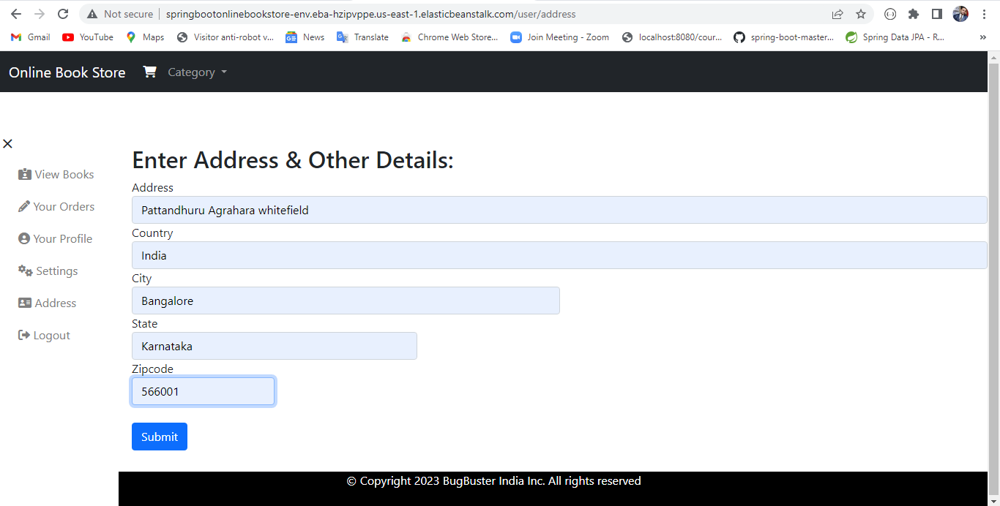 Not secure springbootonlinebookstore-env.eba-hzipvppe.us-east-1.elasticbeanstalk.com/user/address
Gmail YouTube Maps Visitor anti-robot v... News Translate Chrome Web Store... Join Meeting - Zoom localhost:8080/cour... spring-boot-master... Spring Data JPA - R... »
Online Book Store Category
Enter Address & Other Details:
View Books
Your Orders
Your Profile
Settings
Address
Logout
Address
Pattandhuru Agrahara whitefield
Country
India
City
Bangalore
State
Karnataka
Zipcode
566001
Submit
© Copyright 2023 BugBuster India Inc. All rights reserved